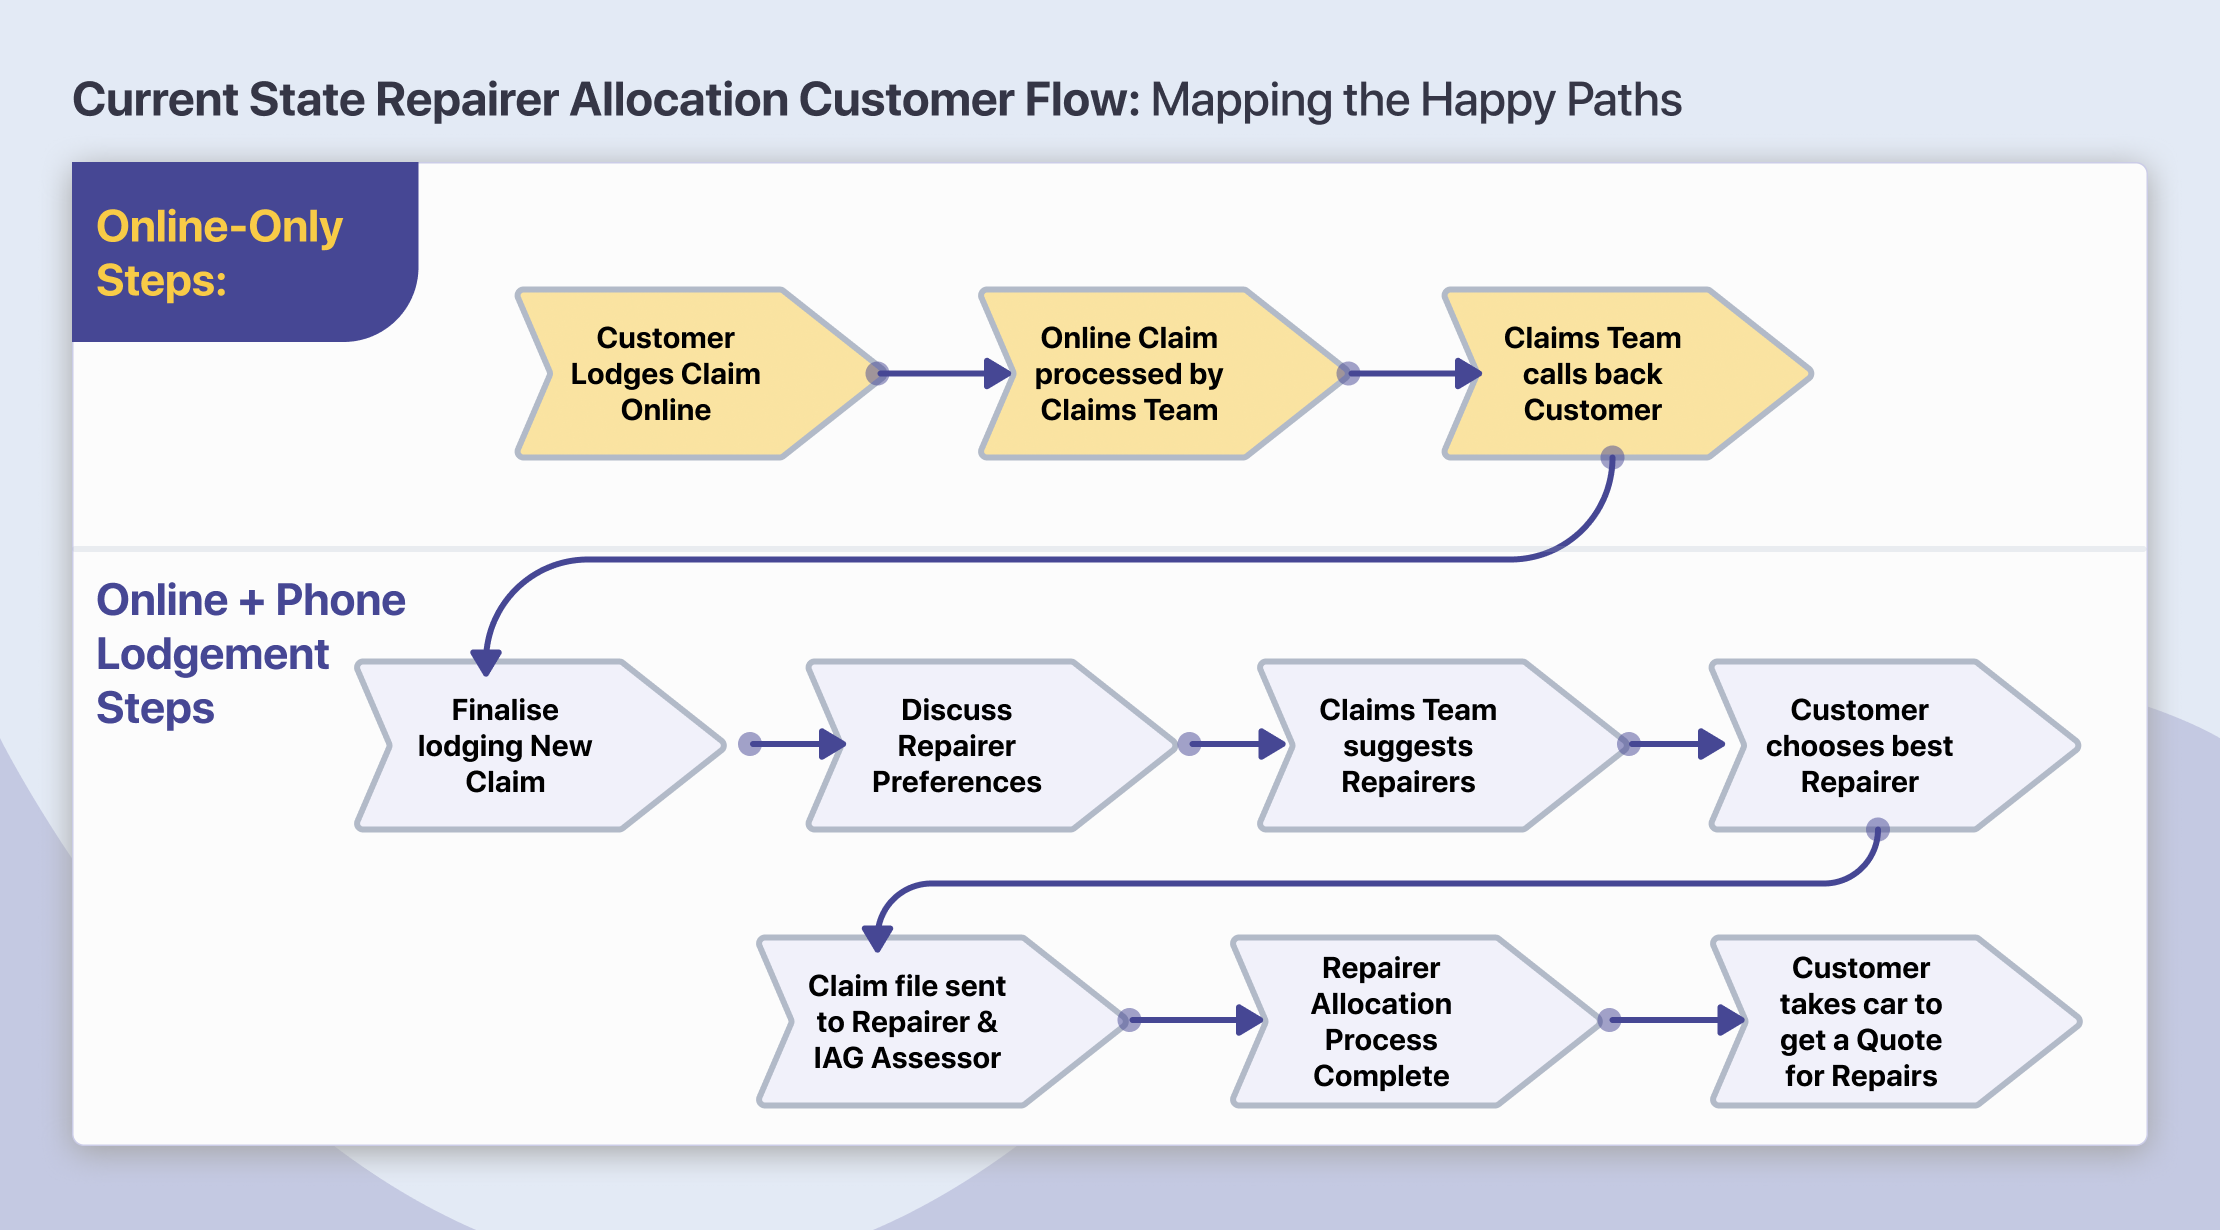 Current State Repairer Allocation Customer Flow: Mapping the Happy Paths
Online-Only
Steps:
Customer
Lodges Claim
Online
Online Claim
processed by
Claims Team
Claims Team
calls back
Customer
Online + Phone
Lodgement
Steps
Finalise
lodging New
Claim
Discuss
Repairer
Preferences
Claims Team
suggests
Repairers
Customer
chooses best
Repairer
Claim file sent
to Repairer &
IAG Assessor
Repairer
Allocation
Process
Complete
Customer
takes car to
get a Quote
for Repairs